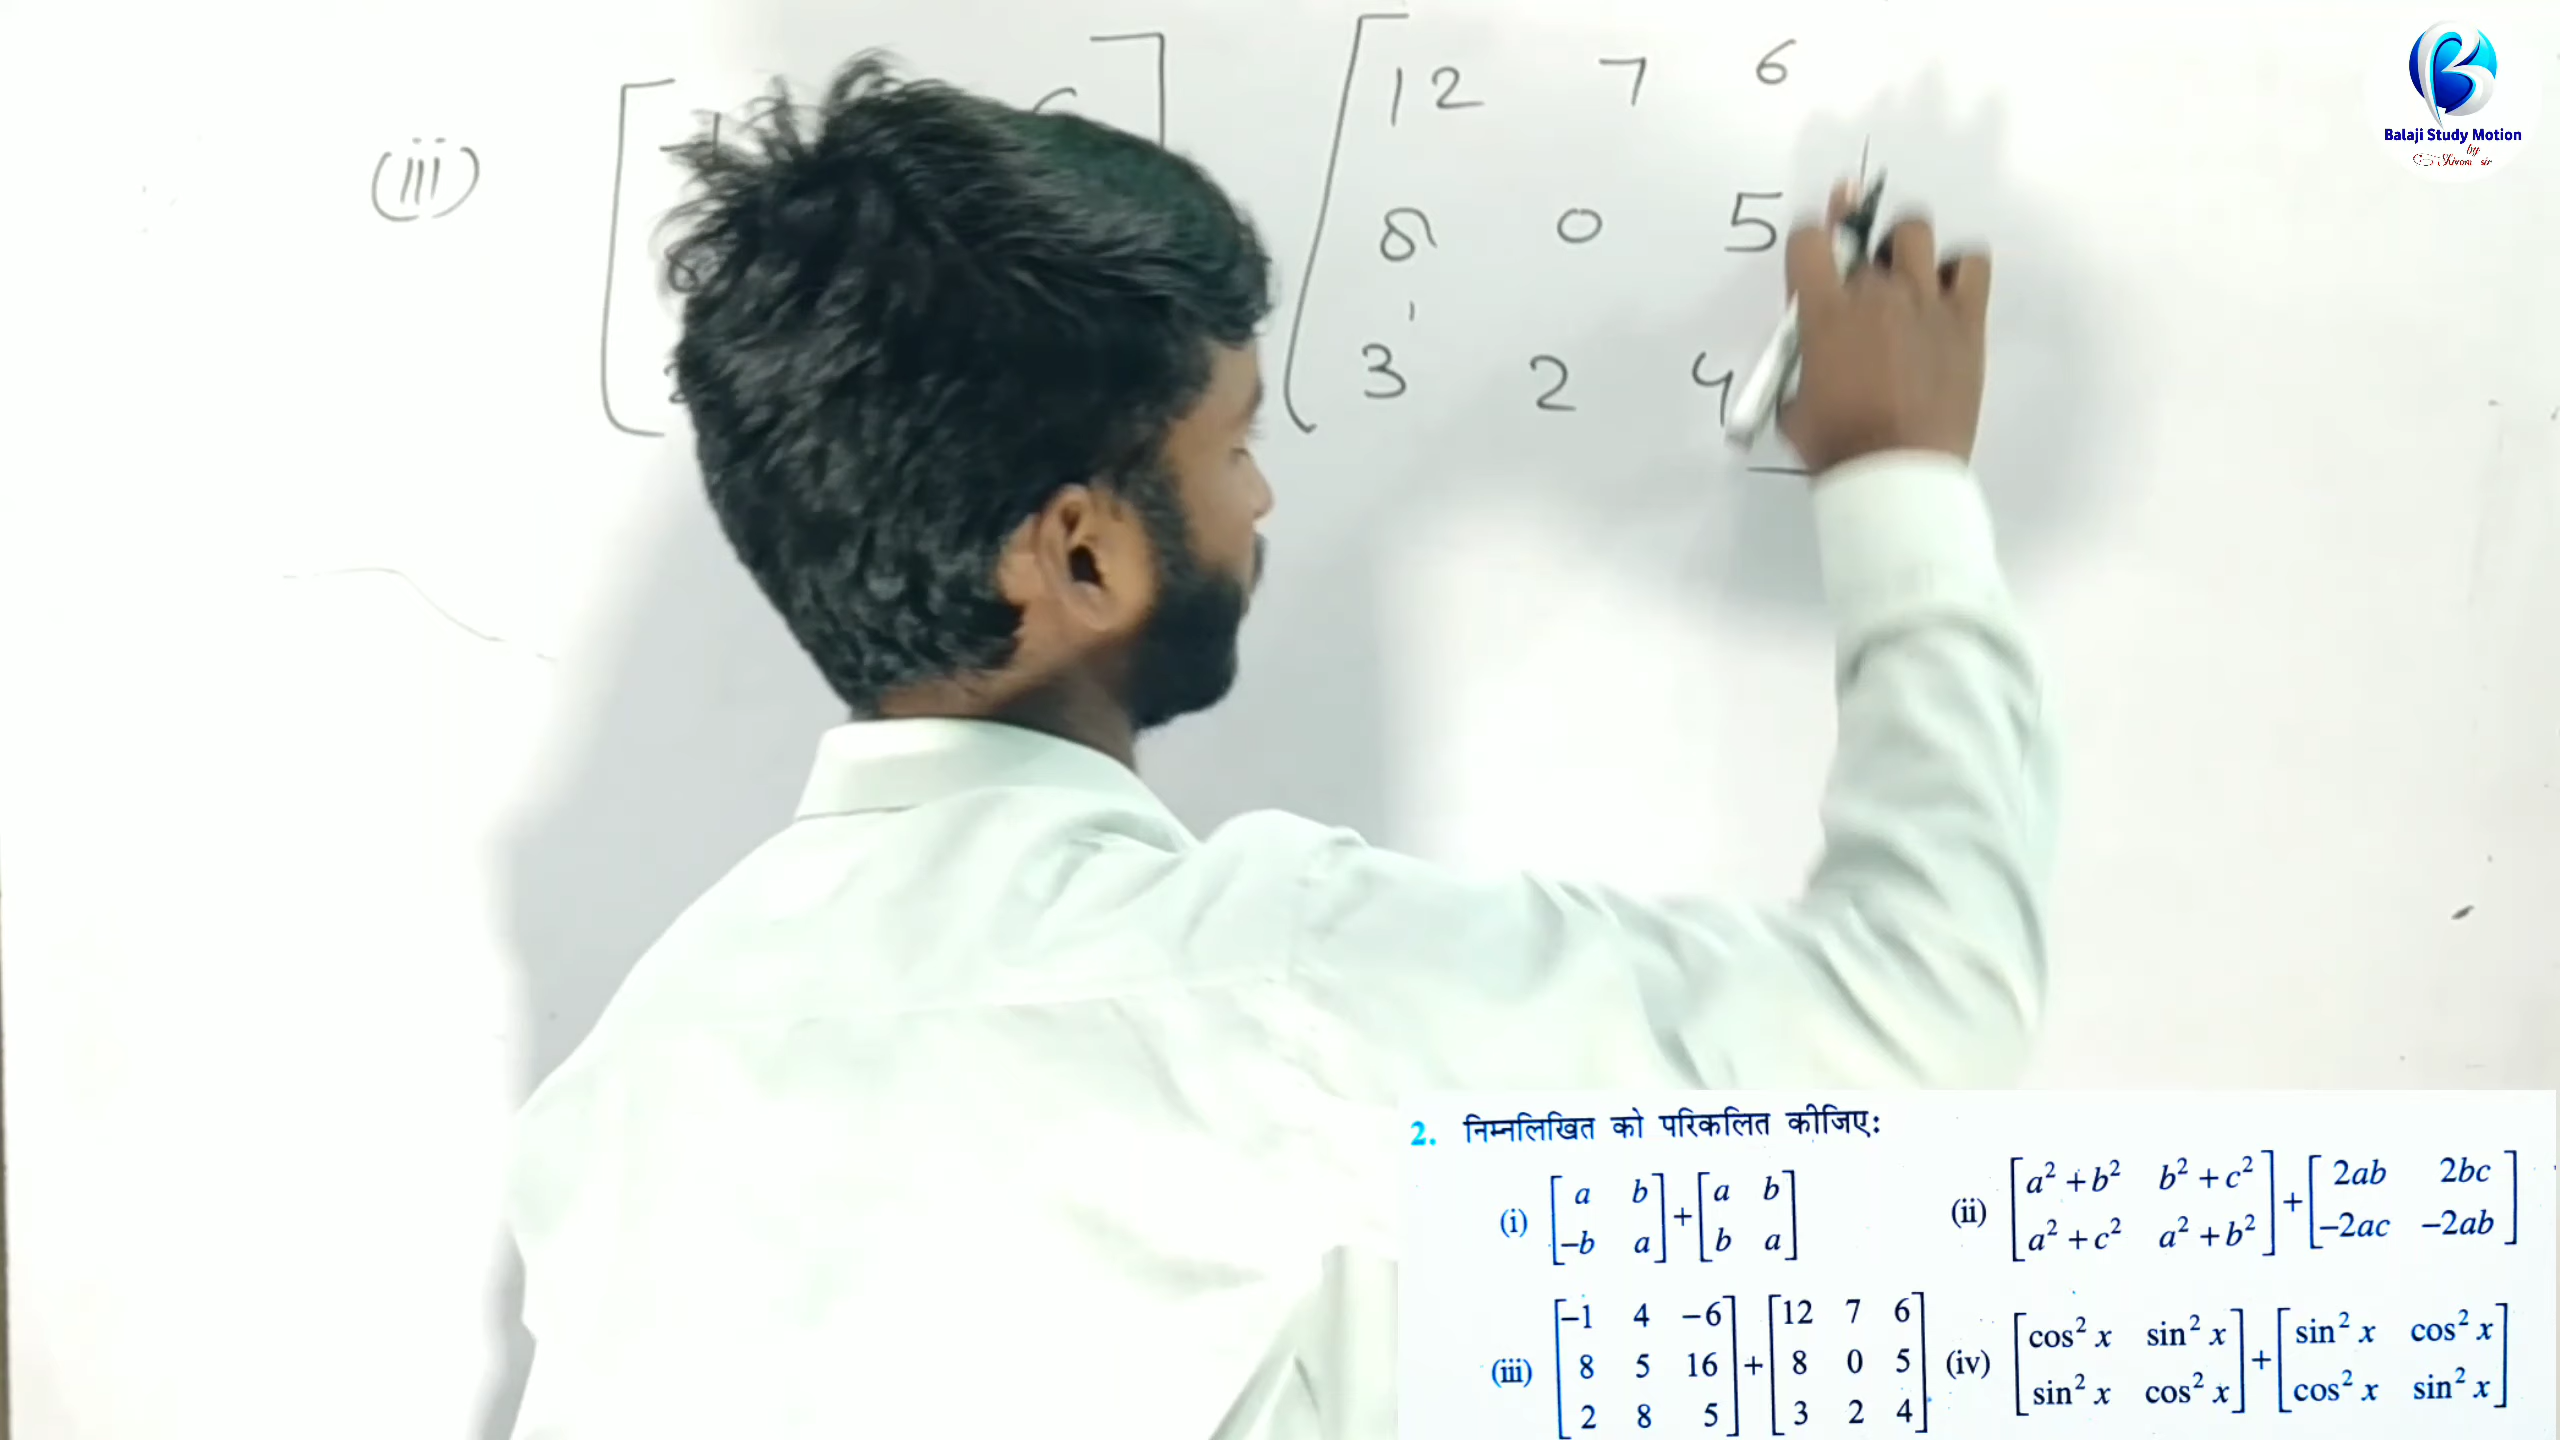 (iii) 12 7 6
8 0 5
3 2 4
Balaji Study Motion
by
2. निम्नलिखित को परिकलित कीजिए:
(i) [a b] + [a b]
[-b a] [b a]
(ii) [a² + b² b² + c²] + [2ab 2bc]
[a² + c² a² + b²] [-2ac -2ab]
(iii) [-1 4 -6] + [12 7 6]
[8 5 16] [8 0 5]
[2 8 5] [3 2 4]
(iv) [cos² x sin² x] + [sin² x cos² x]
[sin² x cos² x] [cos² x sin² x]